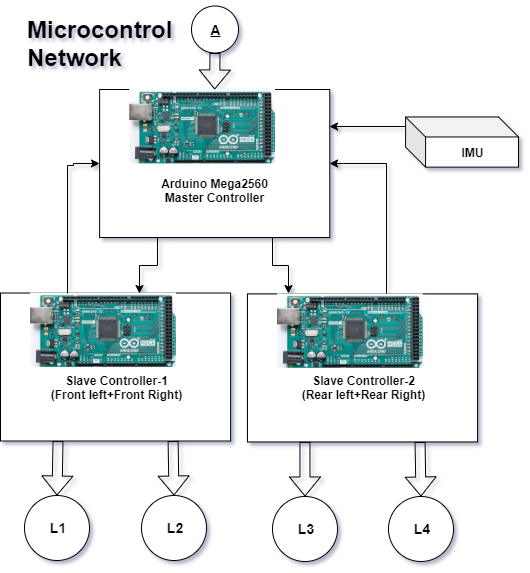 Microcontrol
Network
A
IMU
Arduino Mega2560
Master Controller
Slave Controller-1
(Front left+Front Right)
Slave Controller-2
(Rear left+Rear Right)
L1
L2
L3
L4